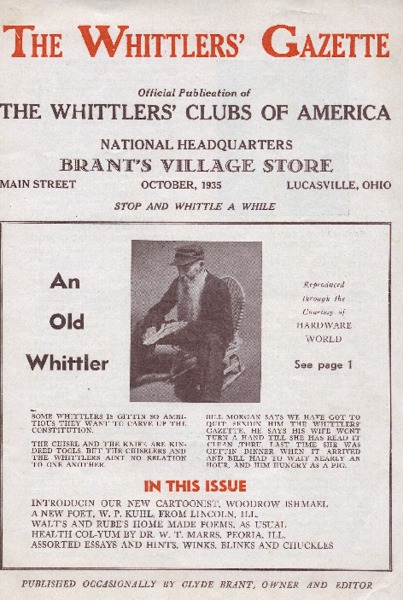 THE WHITTLERS' GAZETTE
Official Publication of
THE WHITTLERS' CLUBS OF AMERICA
NATIONAL HEADQUARTERS
BRANT'S VILLAGE STORE
MAIN STREET OCTOBER, 1935 LUCASVILLE, OHIO
STOP AND WHITTLE A WHILE
An
Old
Whittler
Reproduced
through the
Courtesy of
HARDWARE
WORLD
See page 1
SOME WHITTLERS IS GITTIN SO AMBI-
TIOUS THEY WANT TO CARVE UP THE
CONSTITUTION.
THE CHISEL AND THE KNIFE ARE KIN-
DRED TOOLS, BUT THE CHISELERS AND
THE WHITTLERS AINT NO RELATION
TO ONE ANOTHER.
BILL MORGAN SAYS WE HAVE GOT TO
QUIT SENDIN HIM THE WHITTLERS'
GAZETTE. HE SAYS HIS WIFE WONT
TURN A HAND TILL SHE HAS READ IT
CLEAN THRU. LAST TIME SHE WAS
GETTIN DINNER WHEN IT ARRIVED
AND BILL HAD TO WAIT NEARLY AN
HOUR, AND HIM HUNGRY AS A PIG.
IN THIS ISSUE
INTRODUCIN OUR NEW CARTOONIST, WOODROW ISHMAEL
A NEW POET, W. P. KUHL, FROM LINCOLN, ILL.
WALT'S AND RUBE'S HOME MADE POEMS, AS USUAL
HEALTH COL-YUM BY DR. W. T. MARRS, PEORIA, ILL.
ASSORTED ESSAYS AND HINTS, WINKS, BLINKS AND CHUCKLES
PUBLISHED OCCASIONALLY BY CLYDE BRANT, OWNER AND EDITOR